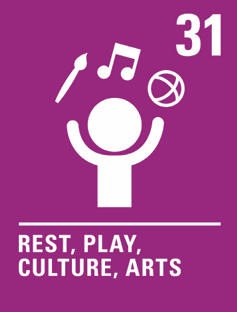 31
REST, PLAY,
CULTURE, ARTS